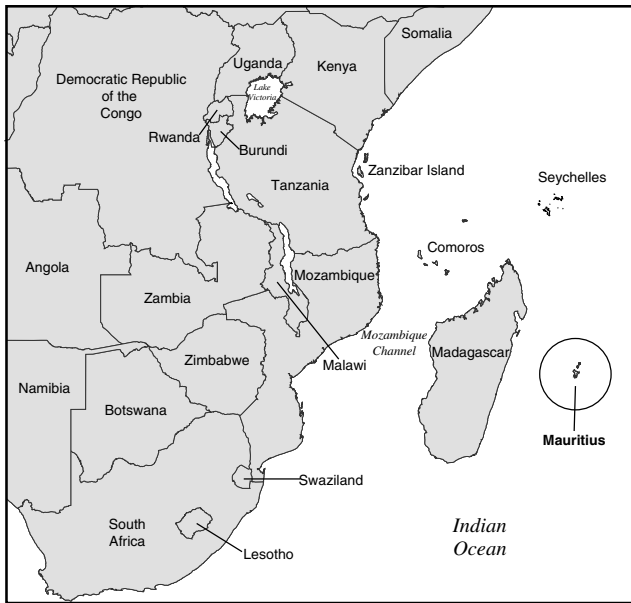 Somalia
Uganda
Kenya
Democratic Republic
of the
Congo
Lake
Victoria
Rwanda
Burundi
Zanzibar Island
Seychelles
Tanzania
Comoros
Angola
Mozambique
Zambia
Mozambique
Channel
Madagascar
Malawi
Zimbabwe
Namibia
Botswana
Mauritius
Swaziland
South
Africa
Indian
Ocean
Lesotho